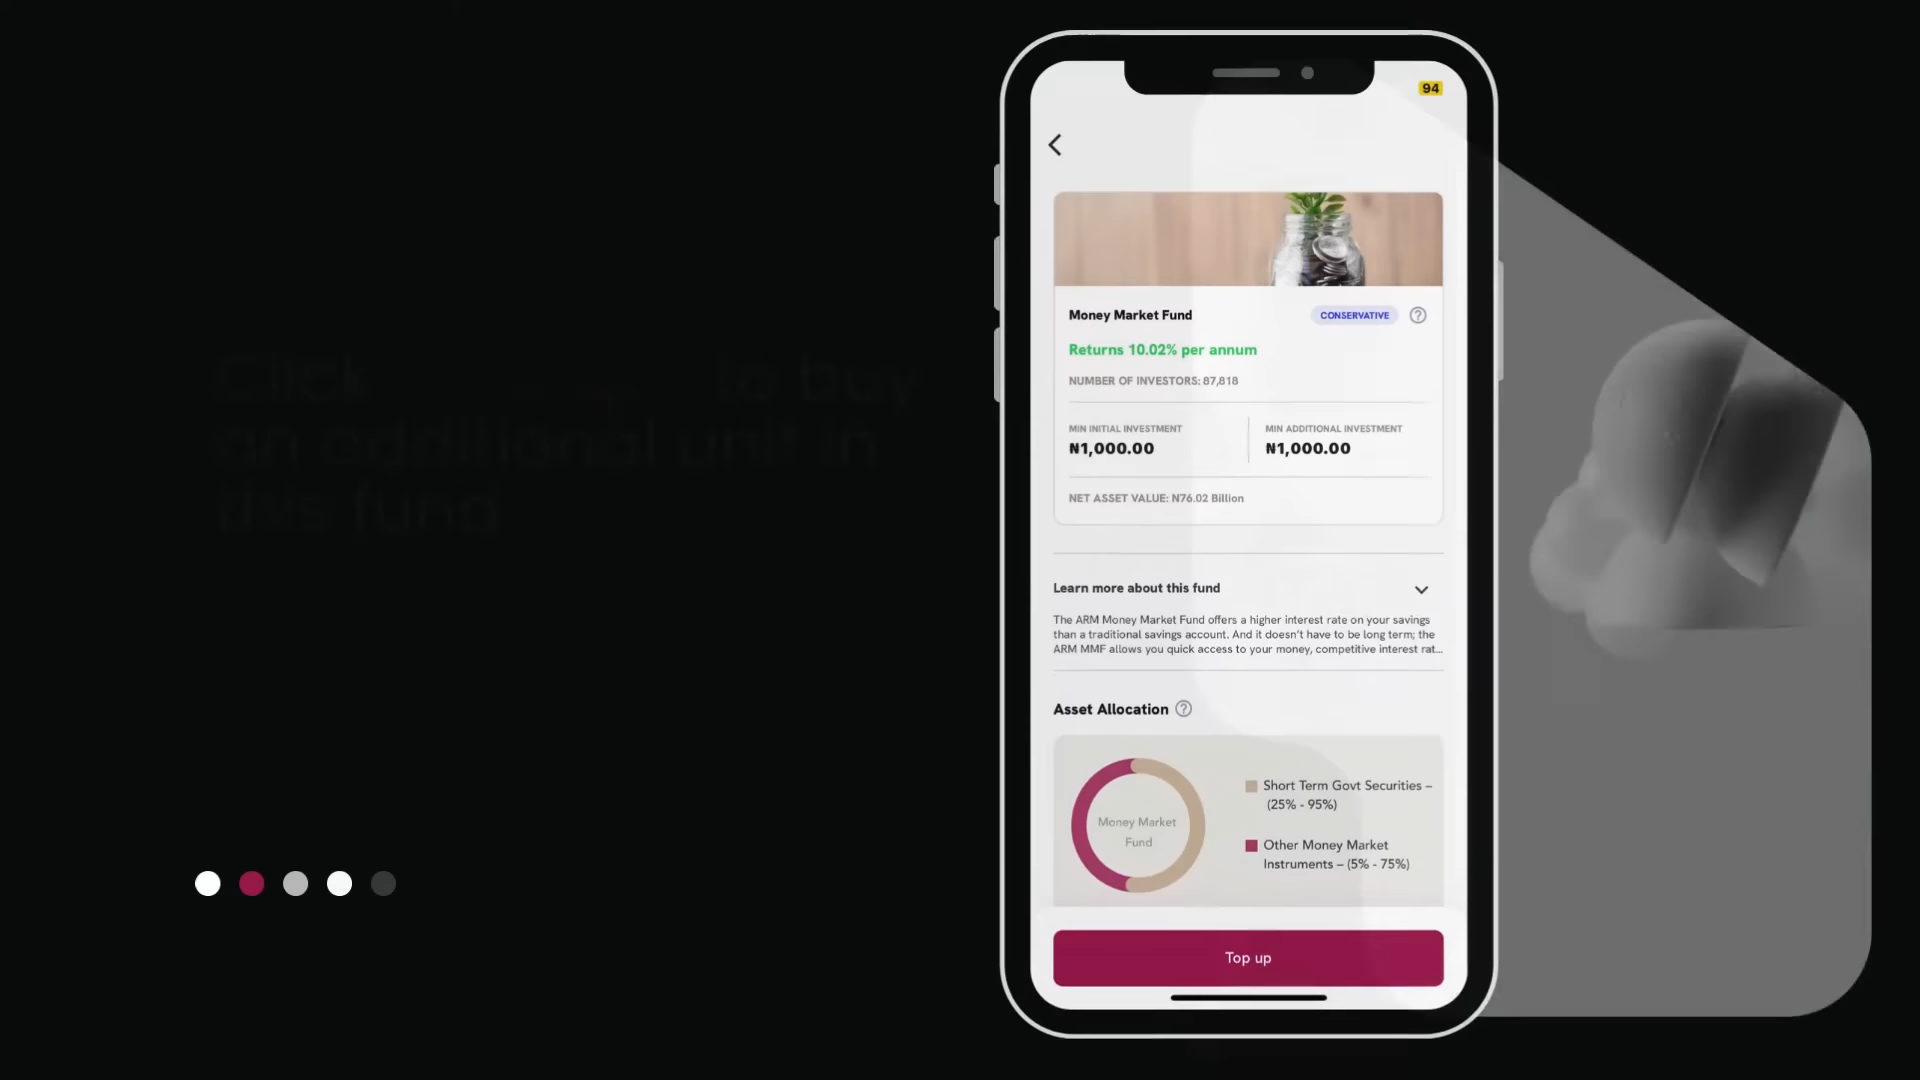 Click to buy
an additional unit in
this fund
94
Money Market Fund
CONSERVATIVE
Returns 10.02% per annum
NUMBER OF INVESTORS: 87,818
MIN INITIAL INVESTMENT
MIN ADDITIONAL INVESTMENT
₦1,000.00
₦1,000.00
NET ASSET VALUE: N76.02 Billion
Learn more about this fund
The ARM Money Market Fund offers a higher interest rate on your savings
than a traditional savings account. And it doesn't have to be long term; the
ARM MMF allows you quick access to your money, competitive interest rat...
Asset Allocation
Money Market
Fund
Short Term Govt Securities –
(25% - 95%)
Other Money Market
Instruments – (5% - 75%)
Top up